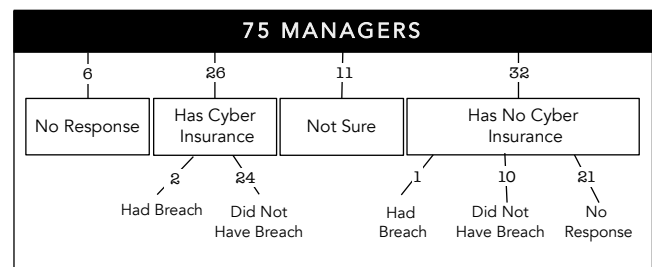 75 MANAGERS
6 26 11 32
No Response
Has Cyber
Insurance
Not Sure
Has No Cyber
Insurance
2 24 1 10 21
Had Breach
Did Not
Have Breach
Had
Breach
Did Not
Have Breach
No
Response